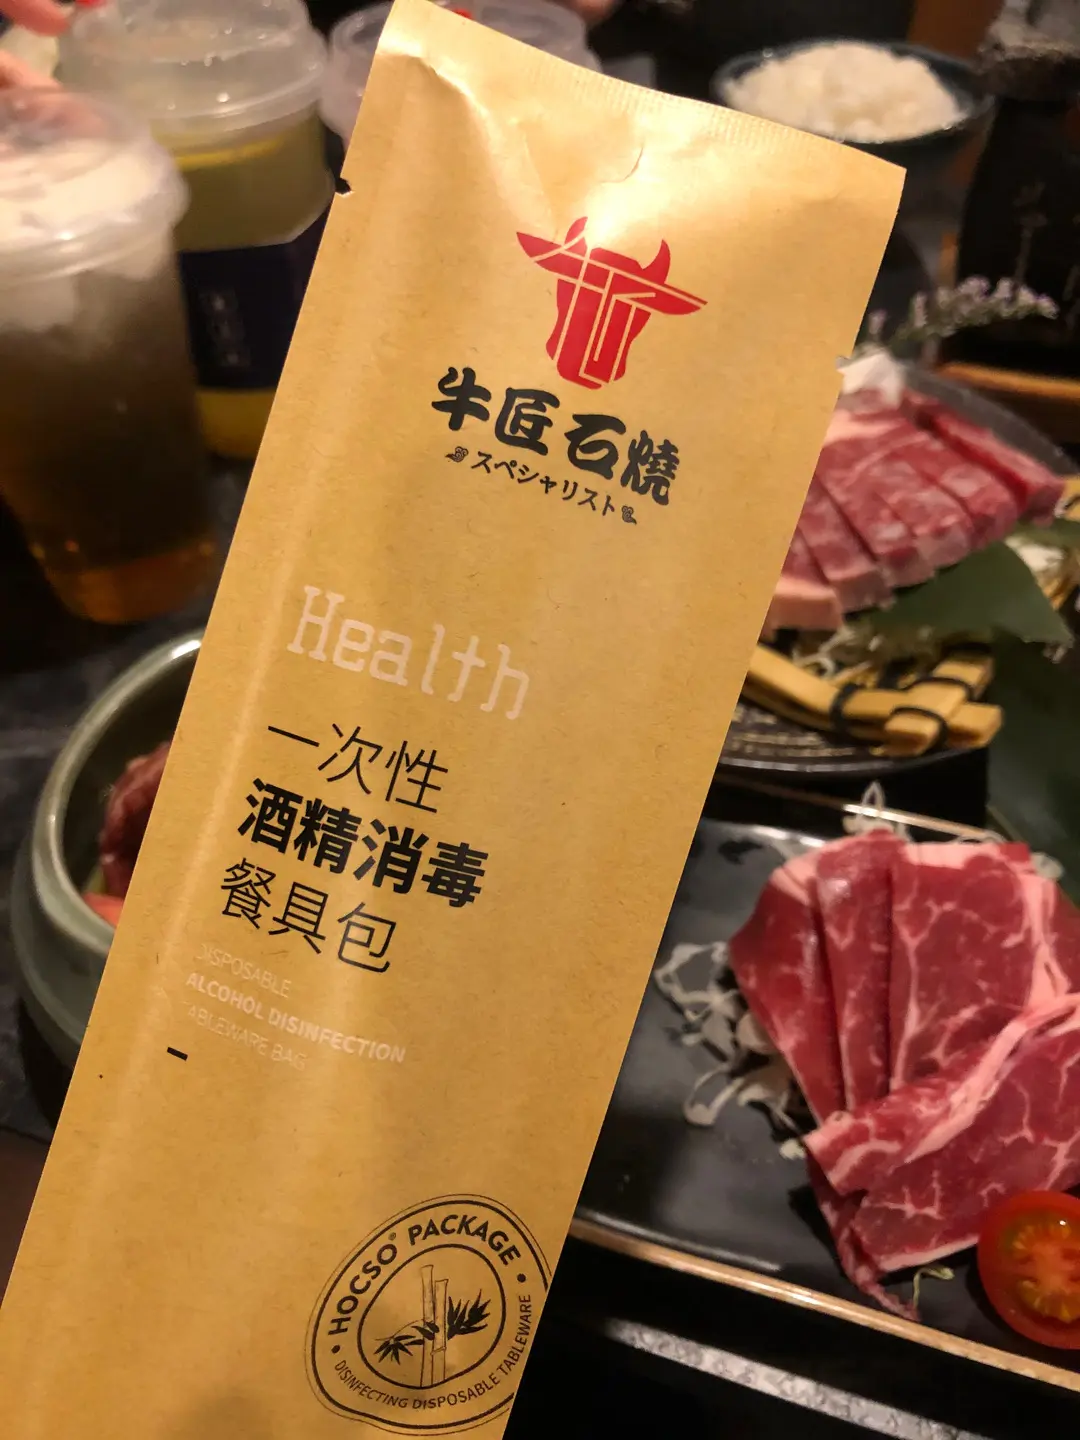 牛匠石燒
スペシャリスト
Health
一次性
酒精消毒
餐具包
DISPOSABLE
ALCOHOL DISINFECTION
TABLEWARE BAG
HOCSO® PACKAGE
DISINFECTING DISPOSABLE TABLEWARE